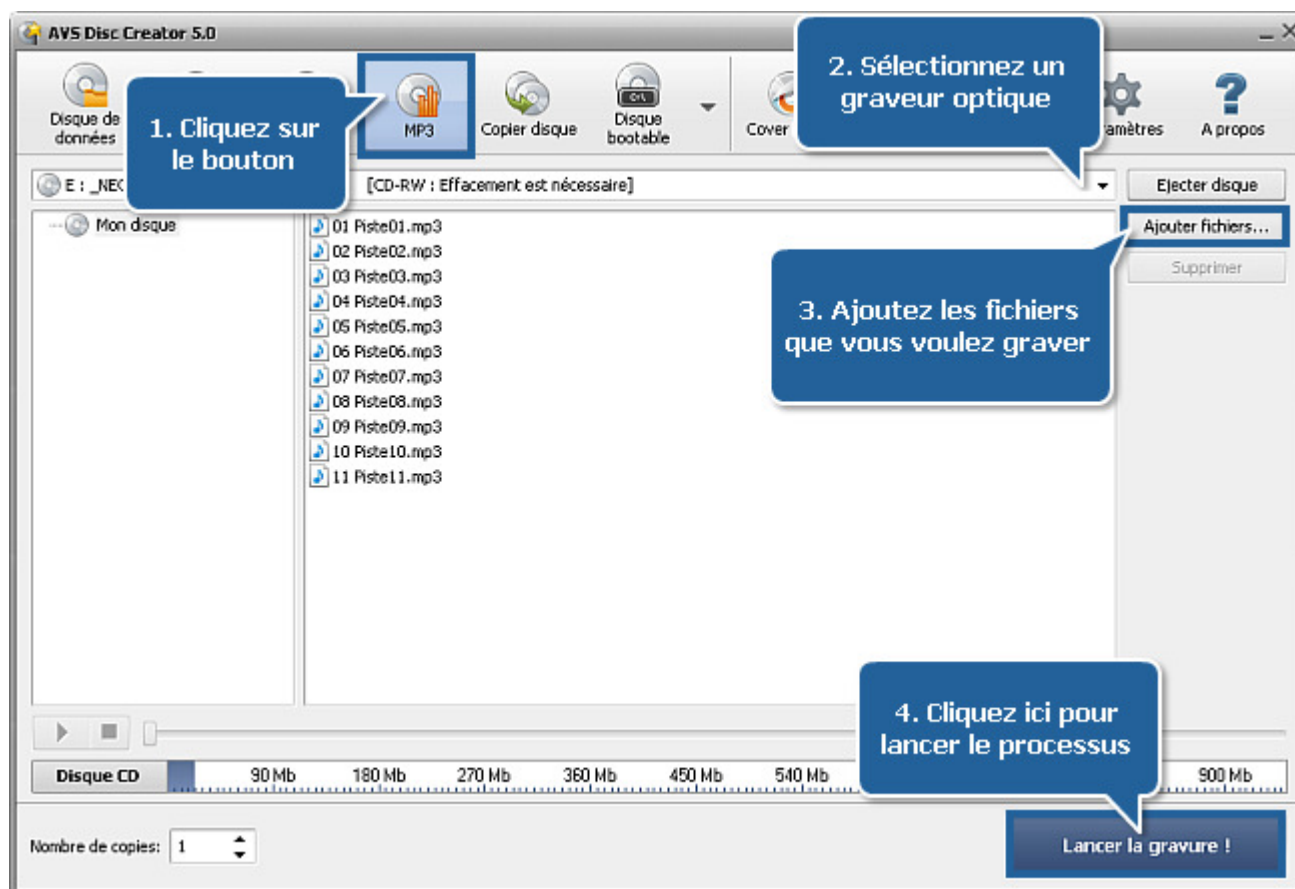 AVS Disc Creator 5.0
2. Sélectionnez un
graveur optique
1. Cliquez sur
le bouton
Disque de
données
MP3
Copier disque
Disque
bootable
Cover
A propos
E : _NEC
[CD-RW : Effacement est nécessaire]
Ejecter disque
Mon disque
01 Piste01.mp3
02 Piste02.mp3
03 Piste03.mp3
04 Piste04.mp3
05 Piste05.mp3
06 Piste06.mp3
07 Piste07.mp3
08 Piste08.mp3
09 Piste09.mp3
10 Piste10.mp3
11 Piste11.mp3
Ajouter fichiers...
Supprimer
3. Ajoutez les fichiers
que vous voulez graver
4. Cliquez ici pour
lancer le processus
Disque CD
90 Mb
180 Mb
270 Mb
360 Mb
450 Mb
540 Mb
900 Mb
Nombre de copies: 1
Lancer la gravure !